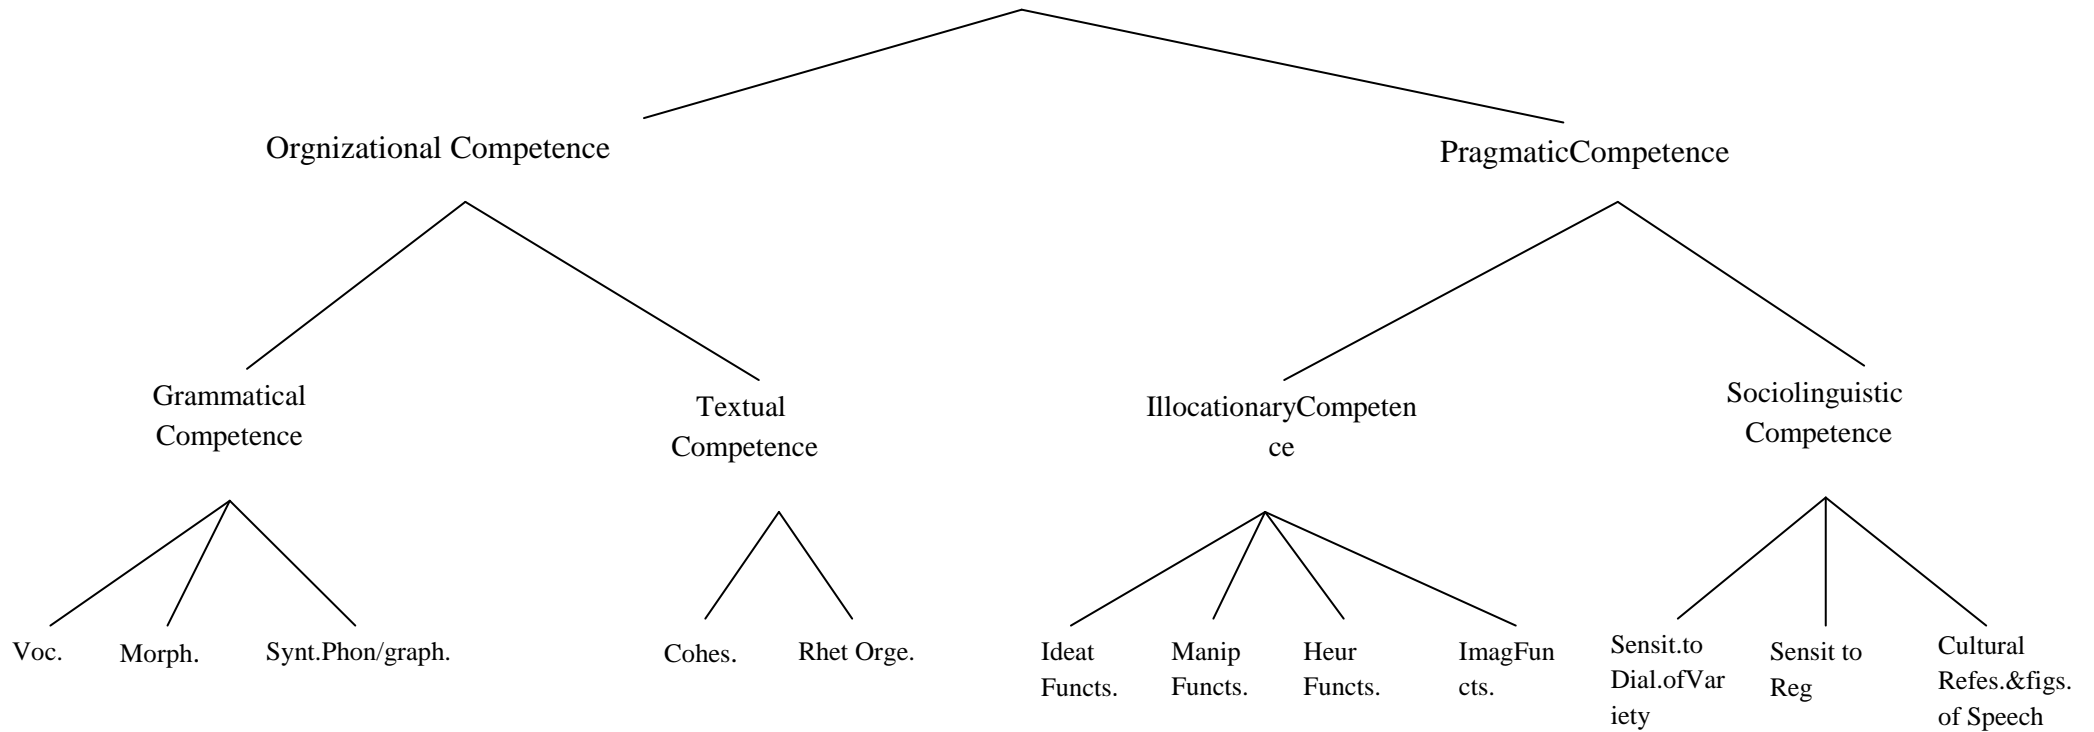 Orgnizational Competence
PragmaticCompetence
Grammatical
Competence
Textual
Competence
IllocationaryCompeten
ce
Sociolinguistic
Competence
Voc.
Morph.
Synt.Phon/graph.
Cohes.
Rhet Orge.
Ideat
Functs.
Manip
Functs.
Heur
Functs.
ImagFun
cts.
Sensit.to
Dial.ofVar
iety
Sensit to
Reg
Cultural
Refes.&figs.
of Speech